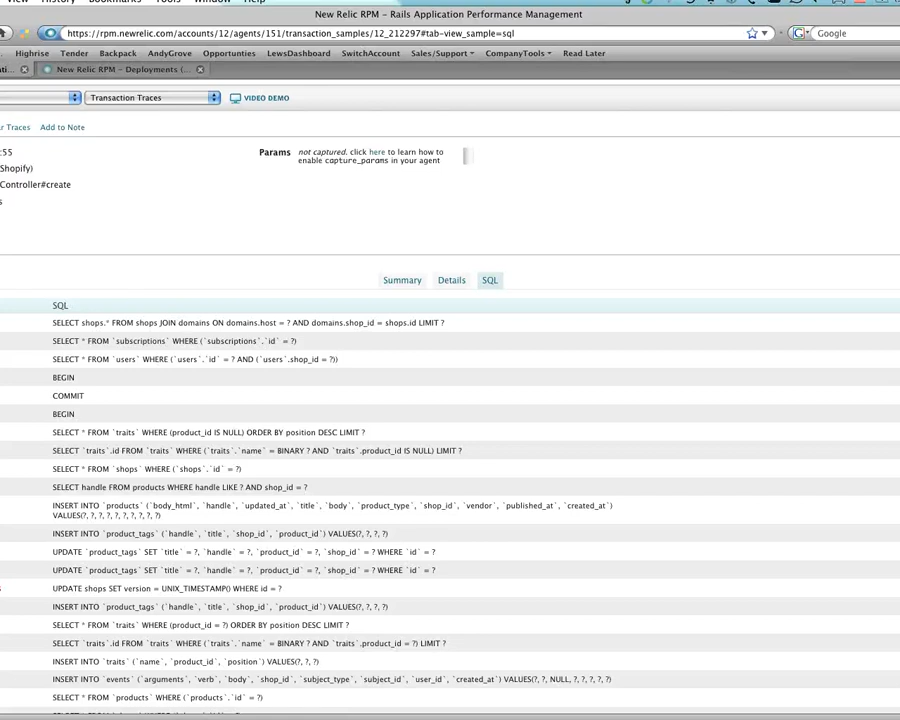 View History Bookmarks Tools Window Help
New Relic RPM – Rails Application Performance Management
https://rpm.newrelic.com/accounts/12/agents/151/transaction_samples/12_212297#tab-view_sample=sql
Google
Highrise Tender Backpack AndyGrove Opportunities LewsDashboard SwitchAccount Sales/Support CompanyTools Read Later
New Relic RPM – Deployments (...
Transaction Traces
VIDEO DEMO
r Traces Add to Note
:55
Params not captured. click here to learn how to
enable capture_params in your agent
Shopify)
Controller#create
s
Summary Details SQL
SQL
SELECT shops.* FROM shops JOIN domains ON domains.host = ? AND domains.shop_id = shops.id LIMIT ?
SELECT * FROM `subscriptions` WHERE (`subscriptions`.`id` = ?)
SELECT * FROM `users` WHERE (`users`.`id` = ? AND (`users`.shop_id = ?))
BEGIN
COMMIT
BEGIN
SELECT * FROM `traits` WHERE (product_id IS NULL) ORDER BY position DESC LIMIT ?
SELECT `traits`.id FROM `traits` WHERE (`traits`.`name` = BINARY ? AND `traits`.product_id IS NULL) LIMIT ?
SELECT * FROM `shops` WHERE (`shops`.`id` = ?)
SELECT handle FROM products WHERE handle LIKE ? AND shop_id = ?
INSERT INTO `products` (`body_html`, `handle`, `updated_at`, `title`, `body`, `product_type`, `shop_id`, `vendor`, `published_at`, `created_at`)
VALUES(?, ?, ?, ?, ?, ?, ?, ?, ?, ?)
INSERT INTO `product_tags` (`handle`, `title`, `shop_id`, `product_id`) VALUES(?, ?, ?, ?)
UPDATE `product_tags` SET `title` = ?, `handle` = ?, `product_id` = ?, `shop_id` = ? WHERE `id` = ?
UPDATE `product_tags` SET `title` = ?, `handle` = ?, `product_id` = ?, `shop_id` = ? WHERE `id` = ?
UPDATE shops SET version = UNIX_TIMESTAMP() WHERE id = ?
INSERT INTO `product_tags` (`handle`, `title`, `shop_id`, `product_id`) VALUES(?, ?, ?, ?)
SELECT * FROM `traits` WHERE (product_id = ?) ORDER BY position DESC LIMIT ?
SELECT `traits`.id FROM `traits` WHERE (`traits`.`name` = BINARY ? AND `traits`.product_id = ?) LIMIT ?
INSERT INTO `traits` (`name`, `product_id`, `position`) VALUES(?, ?, ?)
INSERT INTO `events` (`arguments`, `verb`, `body`, `shop_id`, `subject_type`, `subject_id`, `user_id`, `created_at`) VALUES(?, ?, NULL, ?, ?, ?, ?, ?)
SELECT * FROM `products` WHERE (`products`.`id` = ?)